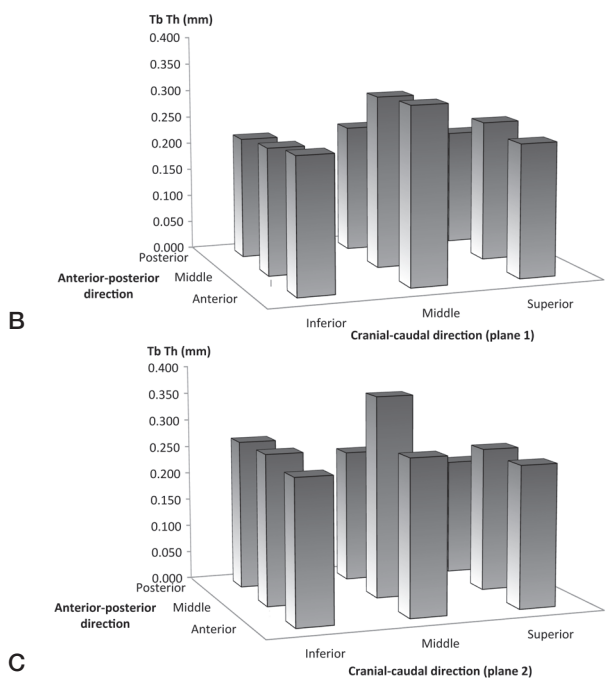 Tb Th (mm)
0.400
0.350
0.300
0.250
0.200
0.150
0.100
0.050
0.000
Posterior
Anterior-posterior direction
Middle
Anterior
Inferior
Middle
Superior
Cranial-caudal direction (plane 1)
B
Tb Th (mm)
0.400
0.350
0.300
0.250
0.200
0.150
0.100
0.050
0.000
Posterior
Anterior-posterior direction
Middle
Anterior
Inferior
Middle
Superior
Cranial-caudal direction (plane 2)
C